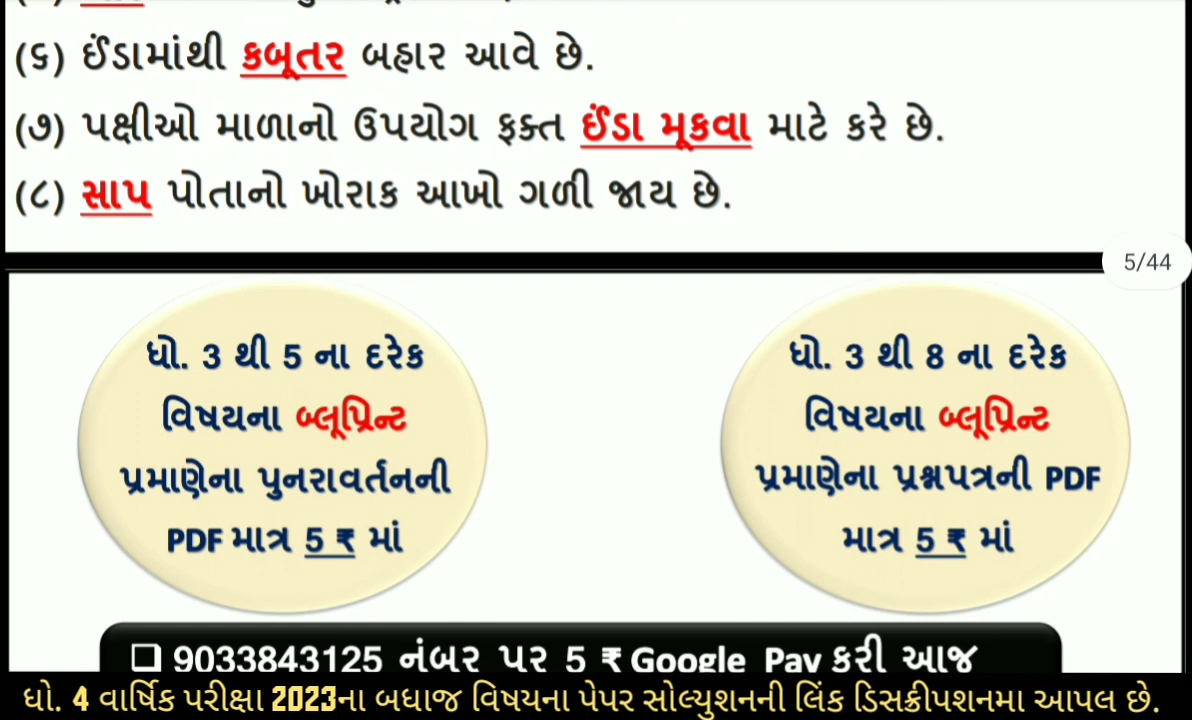 (૬) ઈંડામાંથી કબૂતર બહાર આવે છે.
(૭) પક્ષીઓ માળાનો ઉપયોગ ફક્ત ઈંડા મૂકવા માટે કરે છે.
(૮) સાપ પોતાનો ખોરાક આખો ગળી જાય છે.
5/44
ધો. 3 થી 5 ના દરેક
વિષયના બ્લૂપ્રિન્ટ
પ્રમાણેના પુનરાવર્તનની
PDF માત્ર 5 ₹ માં
ધો. 3 થી 8 ના દરેક
વિષયના બ્લૂપ્રિન્ટ
પ્રમાણેના પ્રશ્નપત્રની PDF
માત્ર 5 ₹ માં
❑ 9033843125 નંબર પર 5 ₹ Google Pay કરી આજ
ધો. 4 વાર્ષિક પરીક્ષા 2023ના બધાજ વિષયના પેપર સોલ્યુશનની લિંક ડિસક્રીપશનમા આપલ છે.